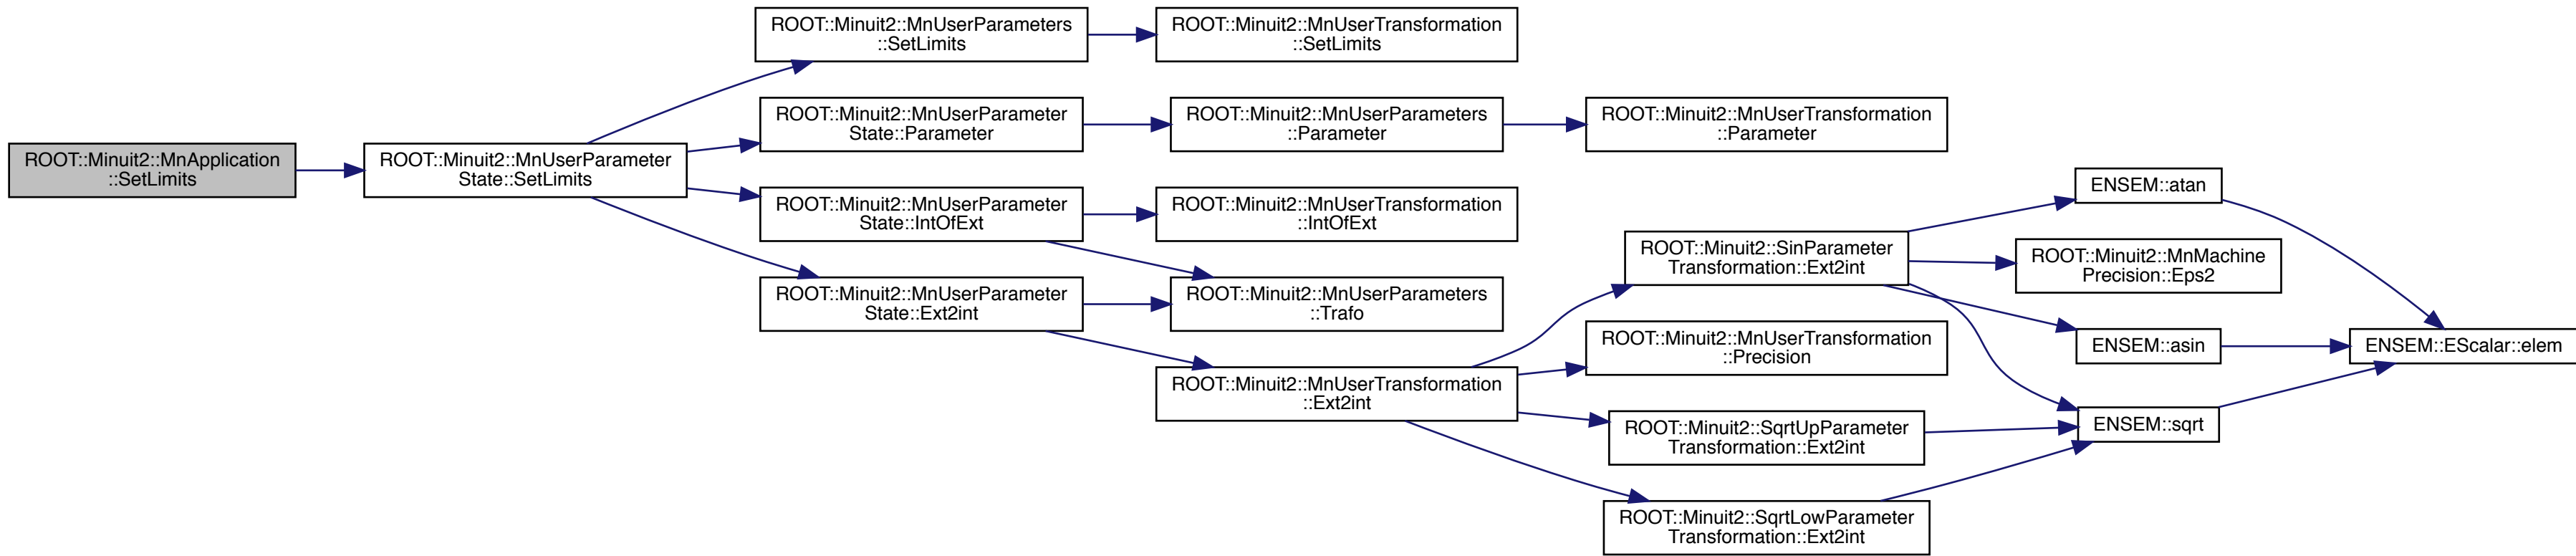 ROOT::Minuit2::MnApplication
::SetLimits
ROOT::Minuit2::MnUserParameter
State::SetLimits
ROOT::Minuit2::MnUserParameters
::SetLimits
ROOT::Minuit2::MnUserTransformation
::SetLimits
ROOT::Minuit2::MnUserParameter
State::Parameter
ROOT::Minuit2::MnUserParameters
::Parameter
ROOT::Minuit2::MnUserTransformation
::Parameter
ROOT::Minuit2::MnUserParameter
State::IntOfExt
ROOT::Minuit2::MnUserTransformation
::IntOfExt
ROOT::Minuit2::MnUserParameter
State::Ext2int
ROOT::Minuit2::MnUserParameters
::Trafo
ROOT::Minuit2::MnUserTransformation
::Ext2int
ROOT::Minuit2::SinParameter
Transformation::Ext2int
ROOT::Minuit2::MnUserTransformation
::Precision
ROOT::Minuit2::SqrtUpParameter
Transformation::Ext2int
ROOT::Minuit2::SqrtLowParameter
Transformation::Ext2int
ENSEM::atan
ROOT::Minuit2::MnMachine
Precision::Eps2
ENSEM::asin
ENSEM::sqrt
ENSEM::EScalar::elem